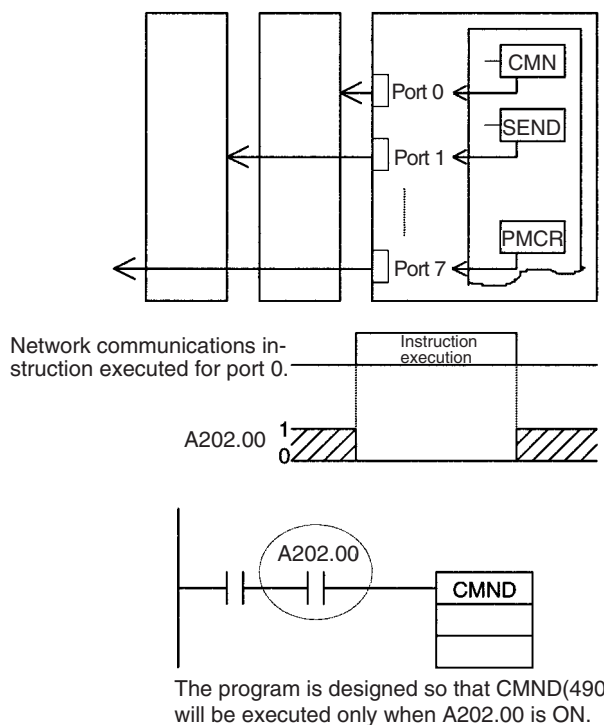 CMN
Port 0
SEND
Port 1
PMCR
Port 7
Network communications in-
struction executed for port 0.
Instruction
execution
A202.00
1
0
A202.00
CMND
The program is designed so that CMND(490
will be executed only when A202.00 is ON.